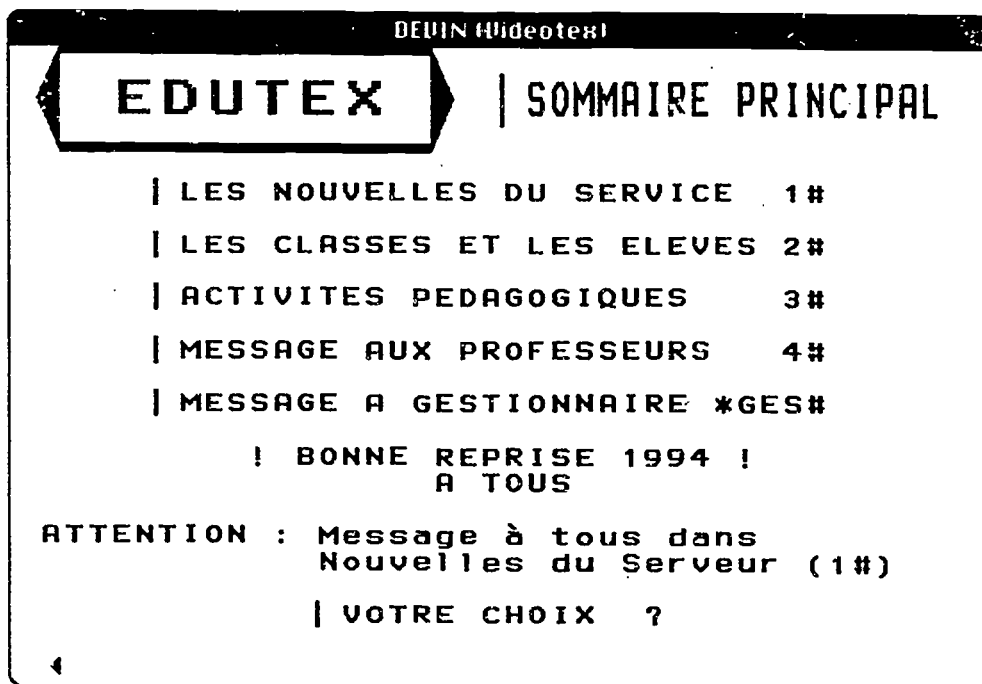 DEVIN (Videotex)
EDUTEX | SOMMAIRE PRINCIPAL
| LES NOUVELLES DU SERVICE 1#
| LES CLASSES ET LES ELEVES 2#
| ACTIVITES PEDAGOGIQUES 3#
| MESSAGE AUX PROFESSEURS 4#
| MESSAGE A GESTIONNAIRE *GES#
! BONNE REPRISE 1994 !
A TOUS
ATTENTION : Message à tous dans
Nouvelles du Serveur (1#)
| VOTRE CHOIX ?